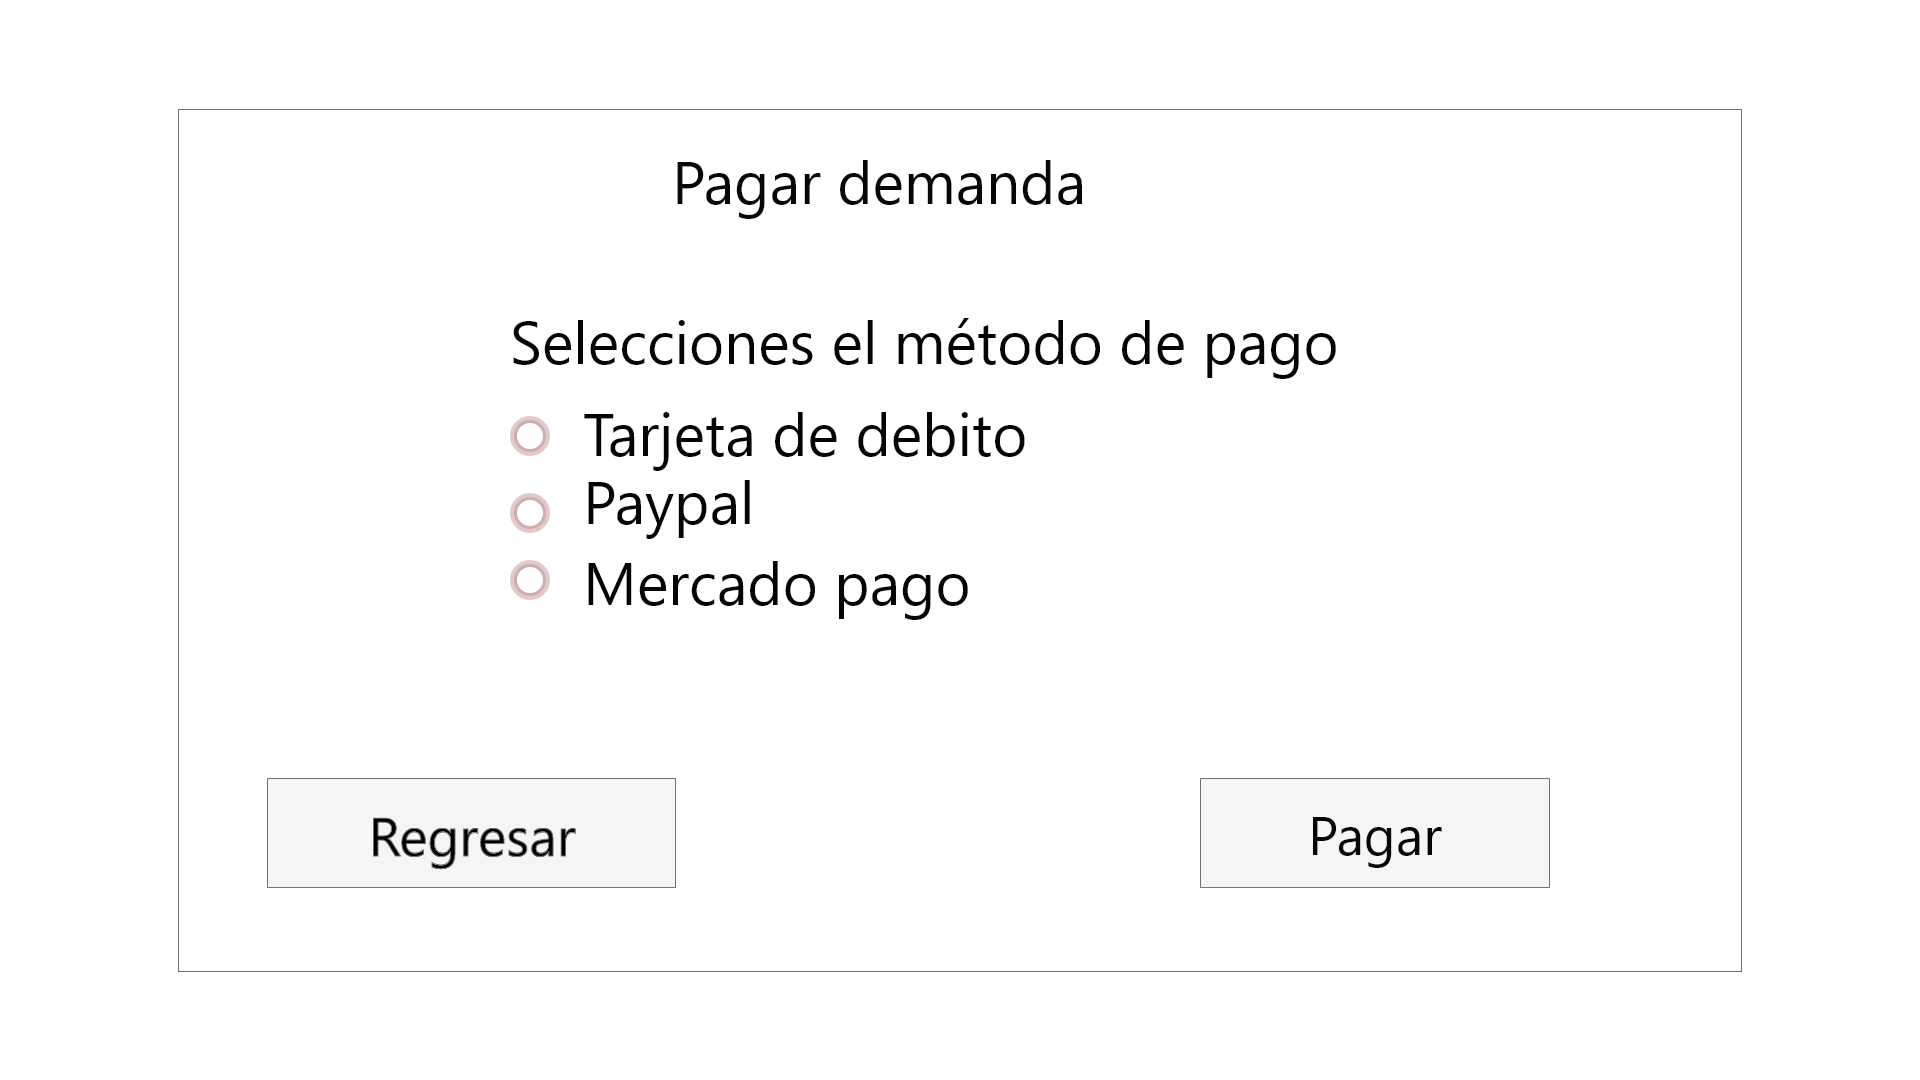 Pagar demanda
Selecciones el método de pago
Tarjeta de debito
Paypal
Mercado pago
Regresar
Pagar